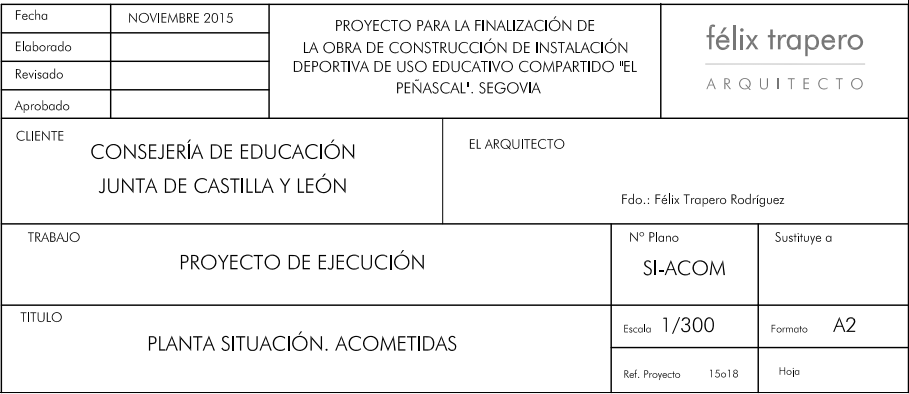 Fecha NOVIEMBRE 2015
Elaborado
Revisado
Aprobado
PROYECTO PARA LA FINALIZACIÓN DE
LA OBRA DE CONSTRUCCIÓN DE INSTALACIÓN
DEPORTIVA DE USO EDUCATIVO COMPARTIDO "EL
PEÑASCAL". SEGOVIA
félix trapero
ARQUITECTO
CLIENTE
CONSEJERÍA DE EDUCACIÓN
JUNTA DE CASTILLA Y LEÓN
EL ARQUITECTO
Fdo.: Félix Trapero Rodríguez
TRABAJO
PROYECTO DE EJECUCIÓN
Nº Plano
SI-ACOM
Sustituye a
TITULO
PLANTA SITUACIÓN. ACOMETIDAS
Escala 1/300
Formato A2
Ref. Proyecto 15o18
Hoja